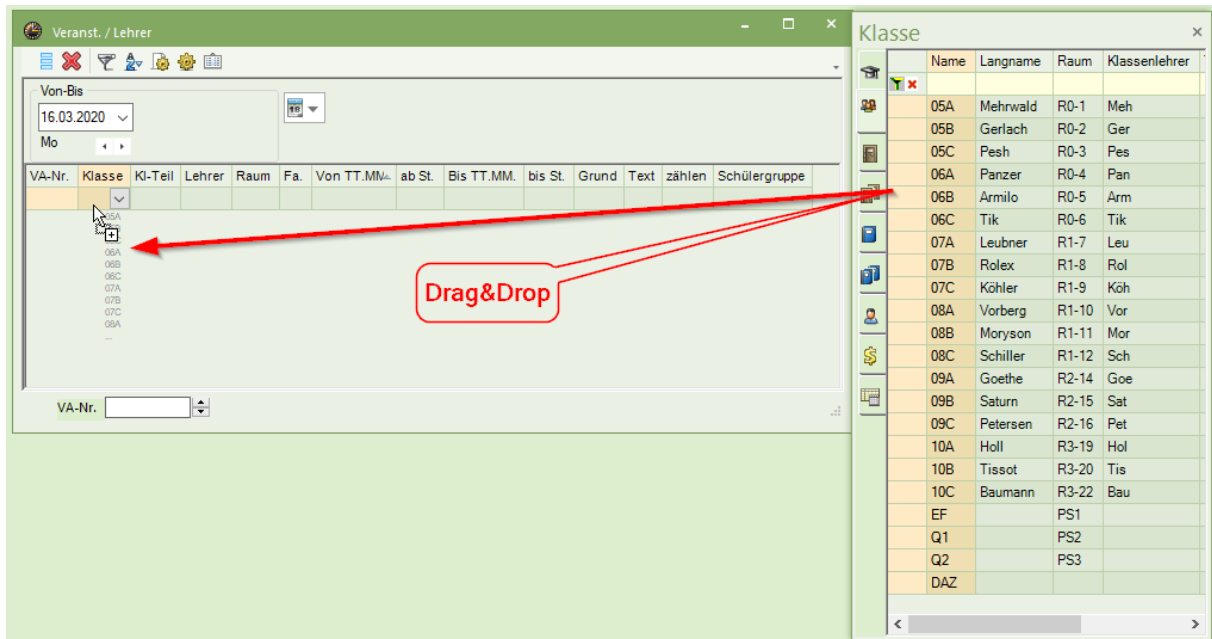 Veranst. / Lehrer
Von-Bis
16.03.2020
Mo
VA-Nr. Klasse Kl-Teil Lehrer Raum Fa. Von TT.MM ab St. Bis TT.MM. bis St. Grund Text zählen Schülergruppe
05A
06A
06B
06C
07A
07B
07C
08A
...
Drag&Drop
VA-Nr.
Klasse
Name Langname Raum Klassenlehrer
05A Mehrwald R0-1 Meh
05B Gerlach R0-2 Ger
05C Pesh R0-3 Pes
06A Panzer R0-4 Pan
06B Armilo R0-5 Arm
06C Tik R0-6 Tik
07A Leubner R1-7 Leu
07B Rolex R1-8 Rol
07C Köhler R1-9 Köh
08A Vorberg R1-10 Vor
08B Moryson R1-11 Mor
08C Schiller R1-12 Sch
09A Goethe R2-14 Goe
09B Saturn R2-15 Sat
09C Petersen R2-16 Pet
10A Holl R3-19 Hol
10B Tissot R3-20 Tis
10C Baumann R3-22 Bau
EF PS1
Q1 PS2
Q2 PS3
DAZ